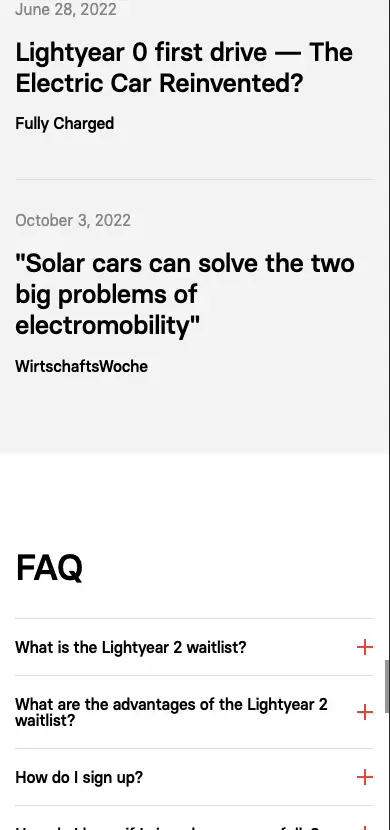 June 28, 2022
Lightyear 0 first drive — The
Electric Car Reinvented?
Fully Charged
October 3, 2022
"Solar cars can solve the two
big problems of
electromobility"
WirtschaftsWoche
FAQ
What is the Lightyear 2 waitlist?
What are the advantages of the Lightyear 2
waitlist?
How do I sign up?